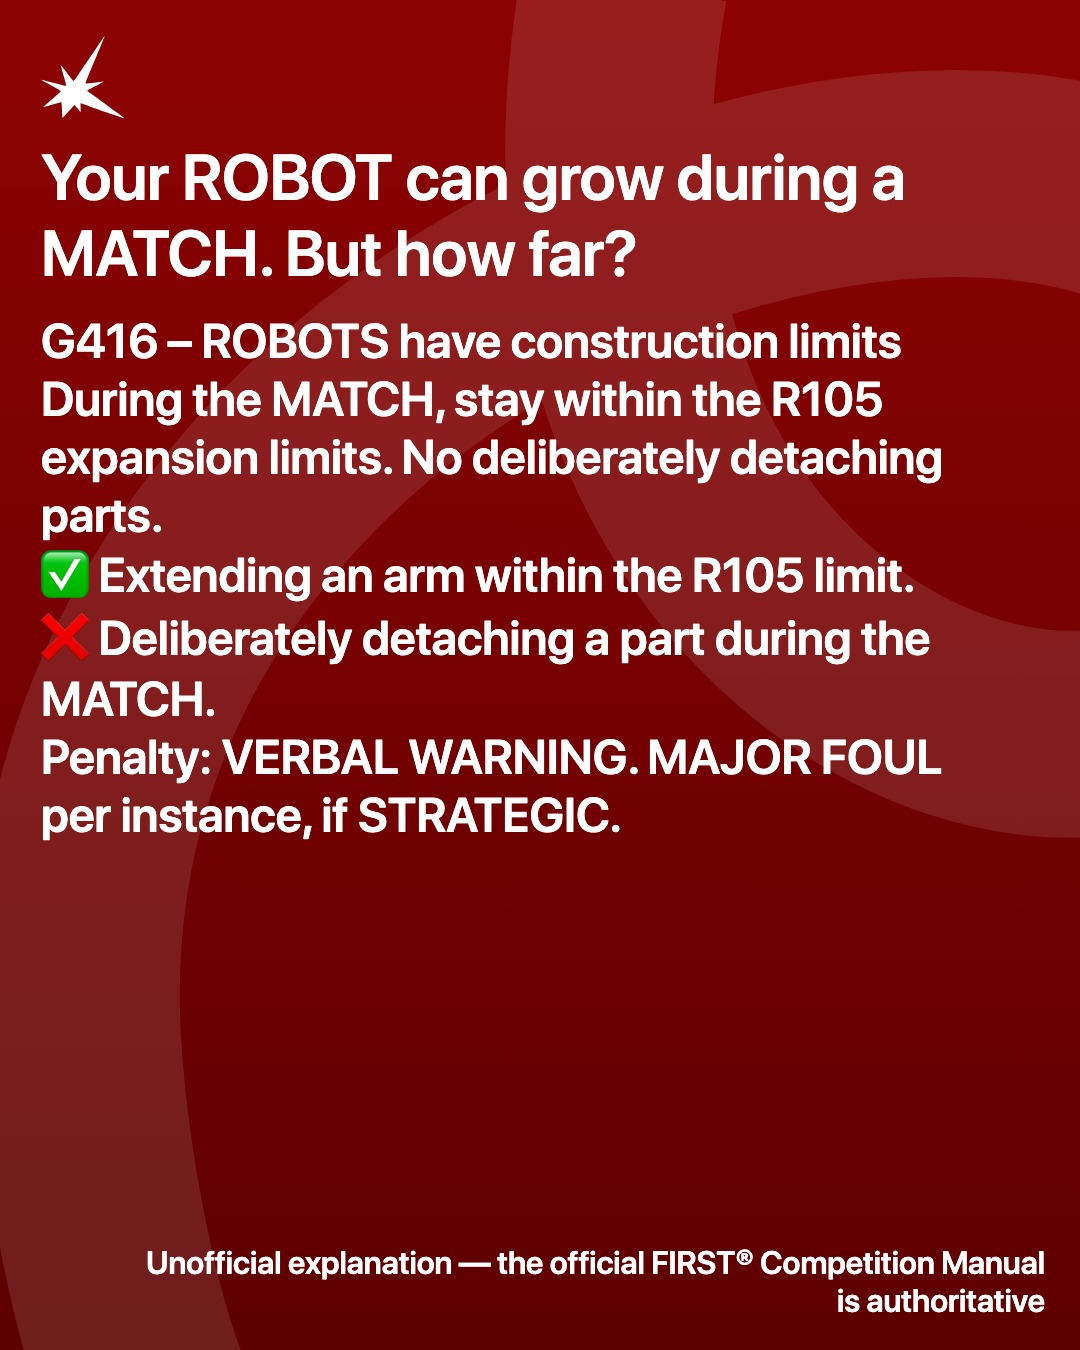 Your ROBOT can grow during a
MATCH. But how far?
G416 – ROBOTS have construction limits
During the MATCH, stay within the R105
expansion limits. No deliberately detaching
parts.
✅ Extending an arm within the R105 limit.
❌ Deliberately detaching a part during the
MATCH.
Penalty: VERBAL WARNING. MAJOR FOUL
per instance, if STRATEGIC.
Unofficial explanation — the official FIRST® Competition Manual
is authoritative